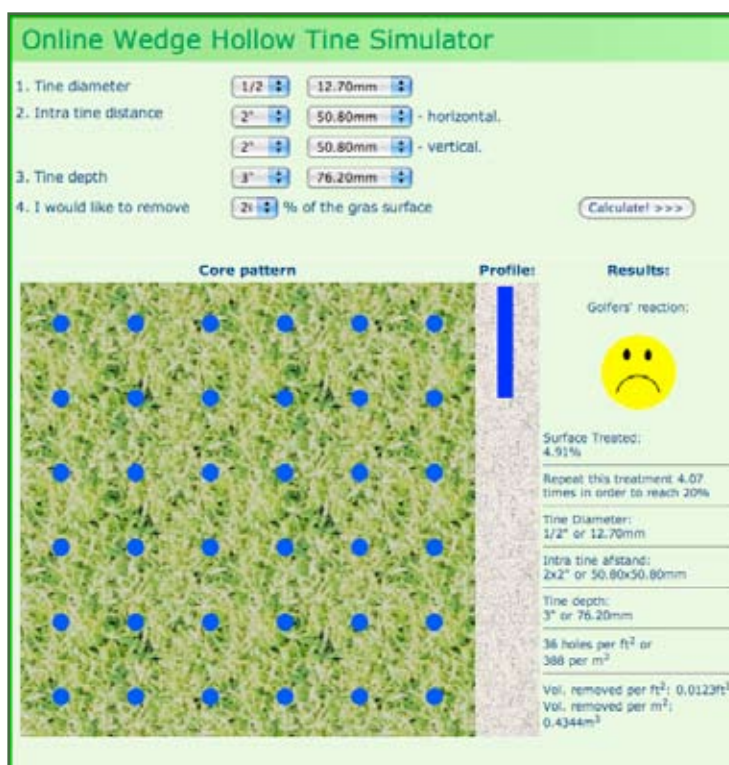 Online Wedge Hollow Tine Simulator
1. Tine diameter 1/2 12.70mm
2. Intra tine distance 2" 50.80mm - horizontal.
2" 50.80mm - vertical.
3. Tine depth 3" 76.20mm
4. I would like to remove % of the gras surface Calculate! >>>
Core pattern Profile: Results:
Golfers' reaction:
Surface Treated:
4.91%
Repeat this treatment 4.07
times in order to reach 20%
Tine Diameter:
1/2" or 12.70mm
Intra tine afstand:
2x2" or 50.80x50.80mm
Tine depth:
3" or 76.20mm
36 holes per ft² or
388 per m²
Vol. removed per ft²: 0.0123ft³
Vol. removed per m²:
0.4344m³